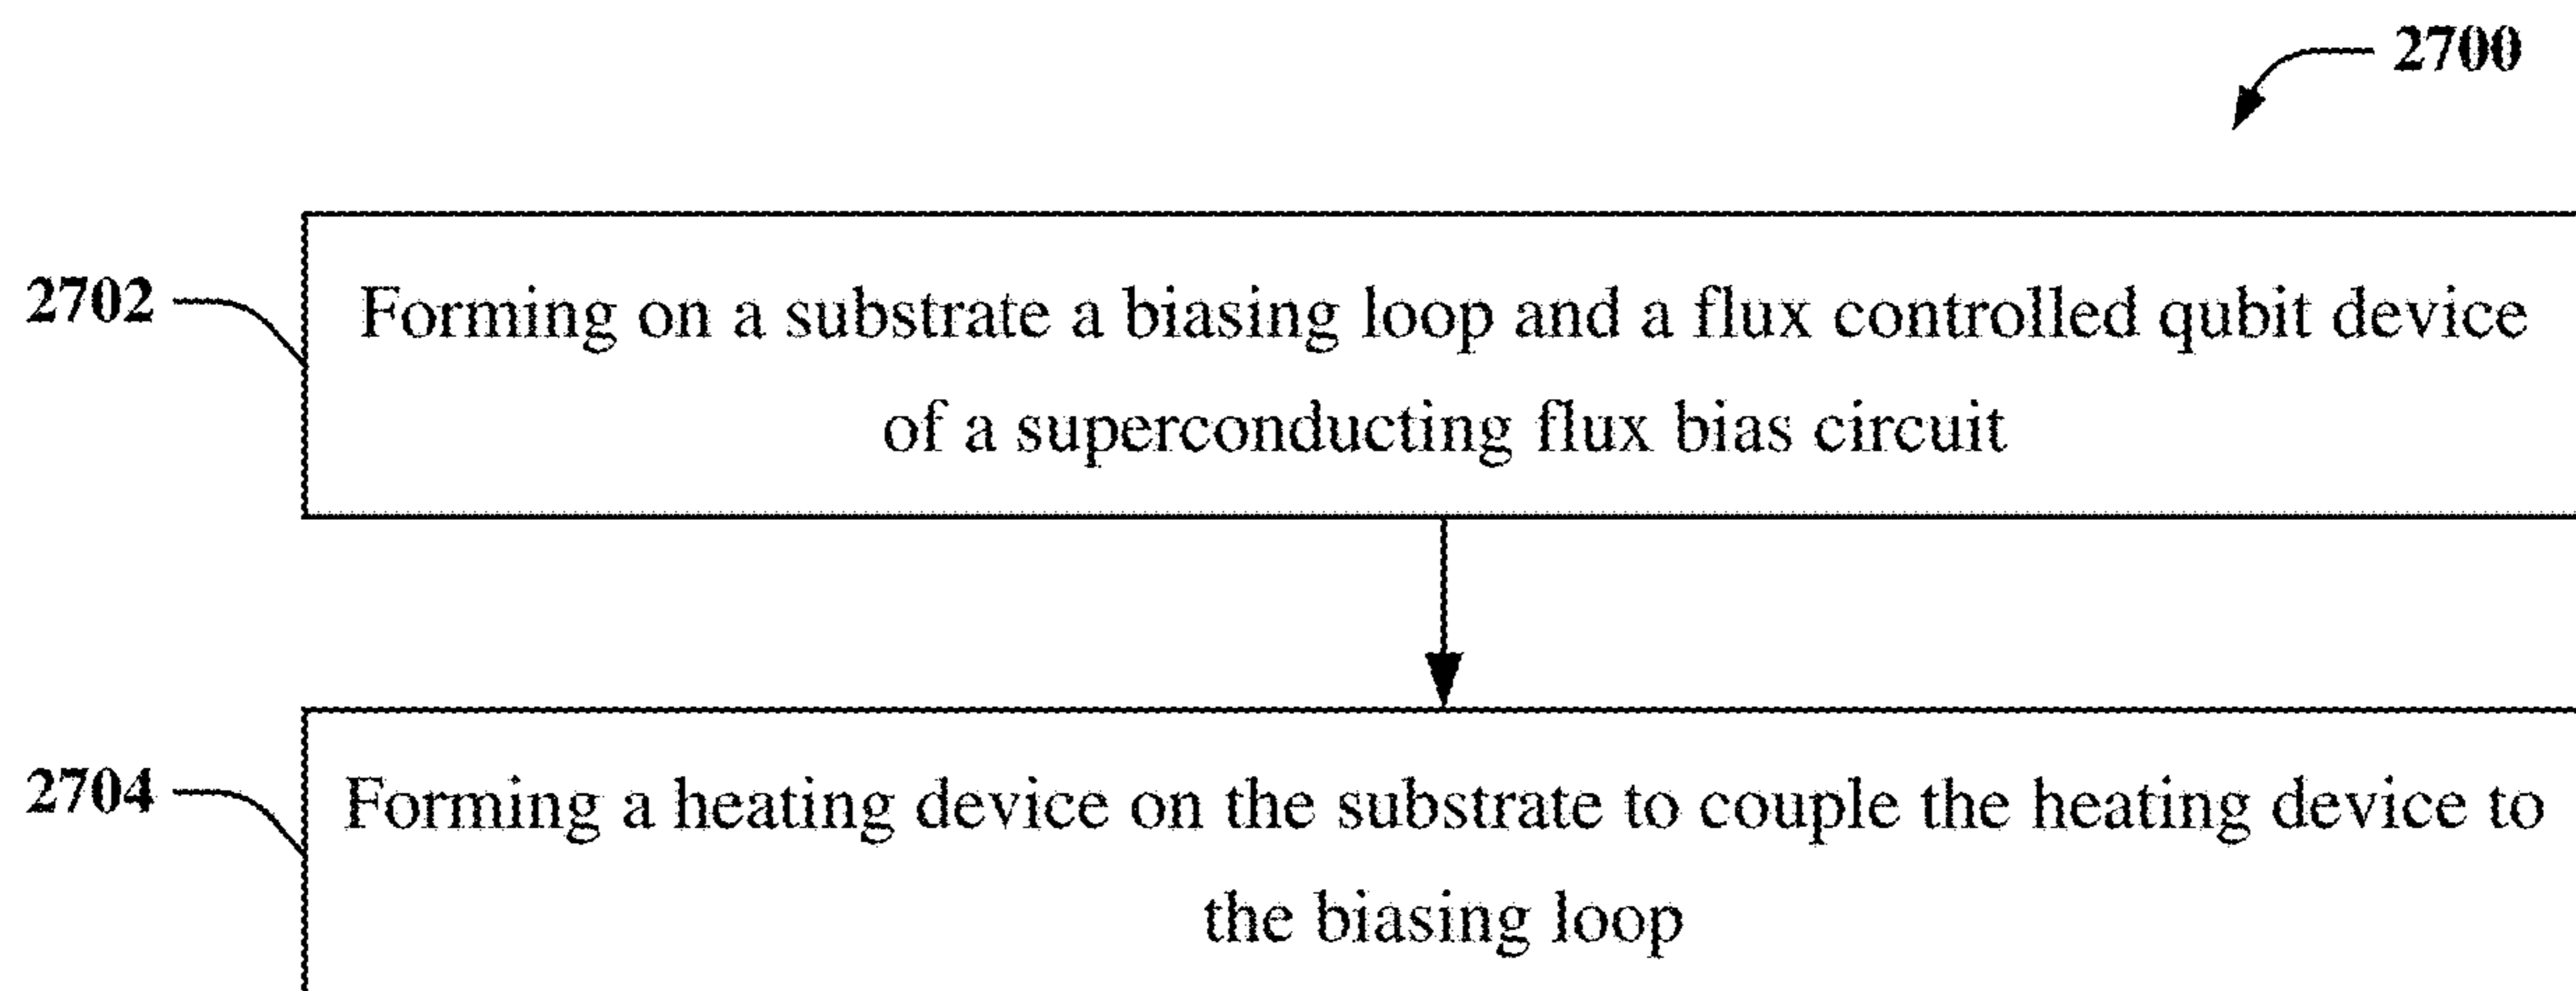 2700
2702
Forming on a substrate a biasing loop and a flux controlled qubit device
of a superconducting flux bias circuit
2704
Forming a heating device on the substrate to couple the heating device to
the biasing loop